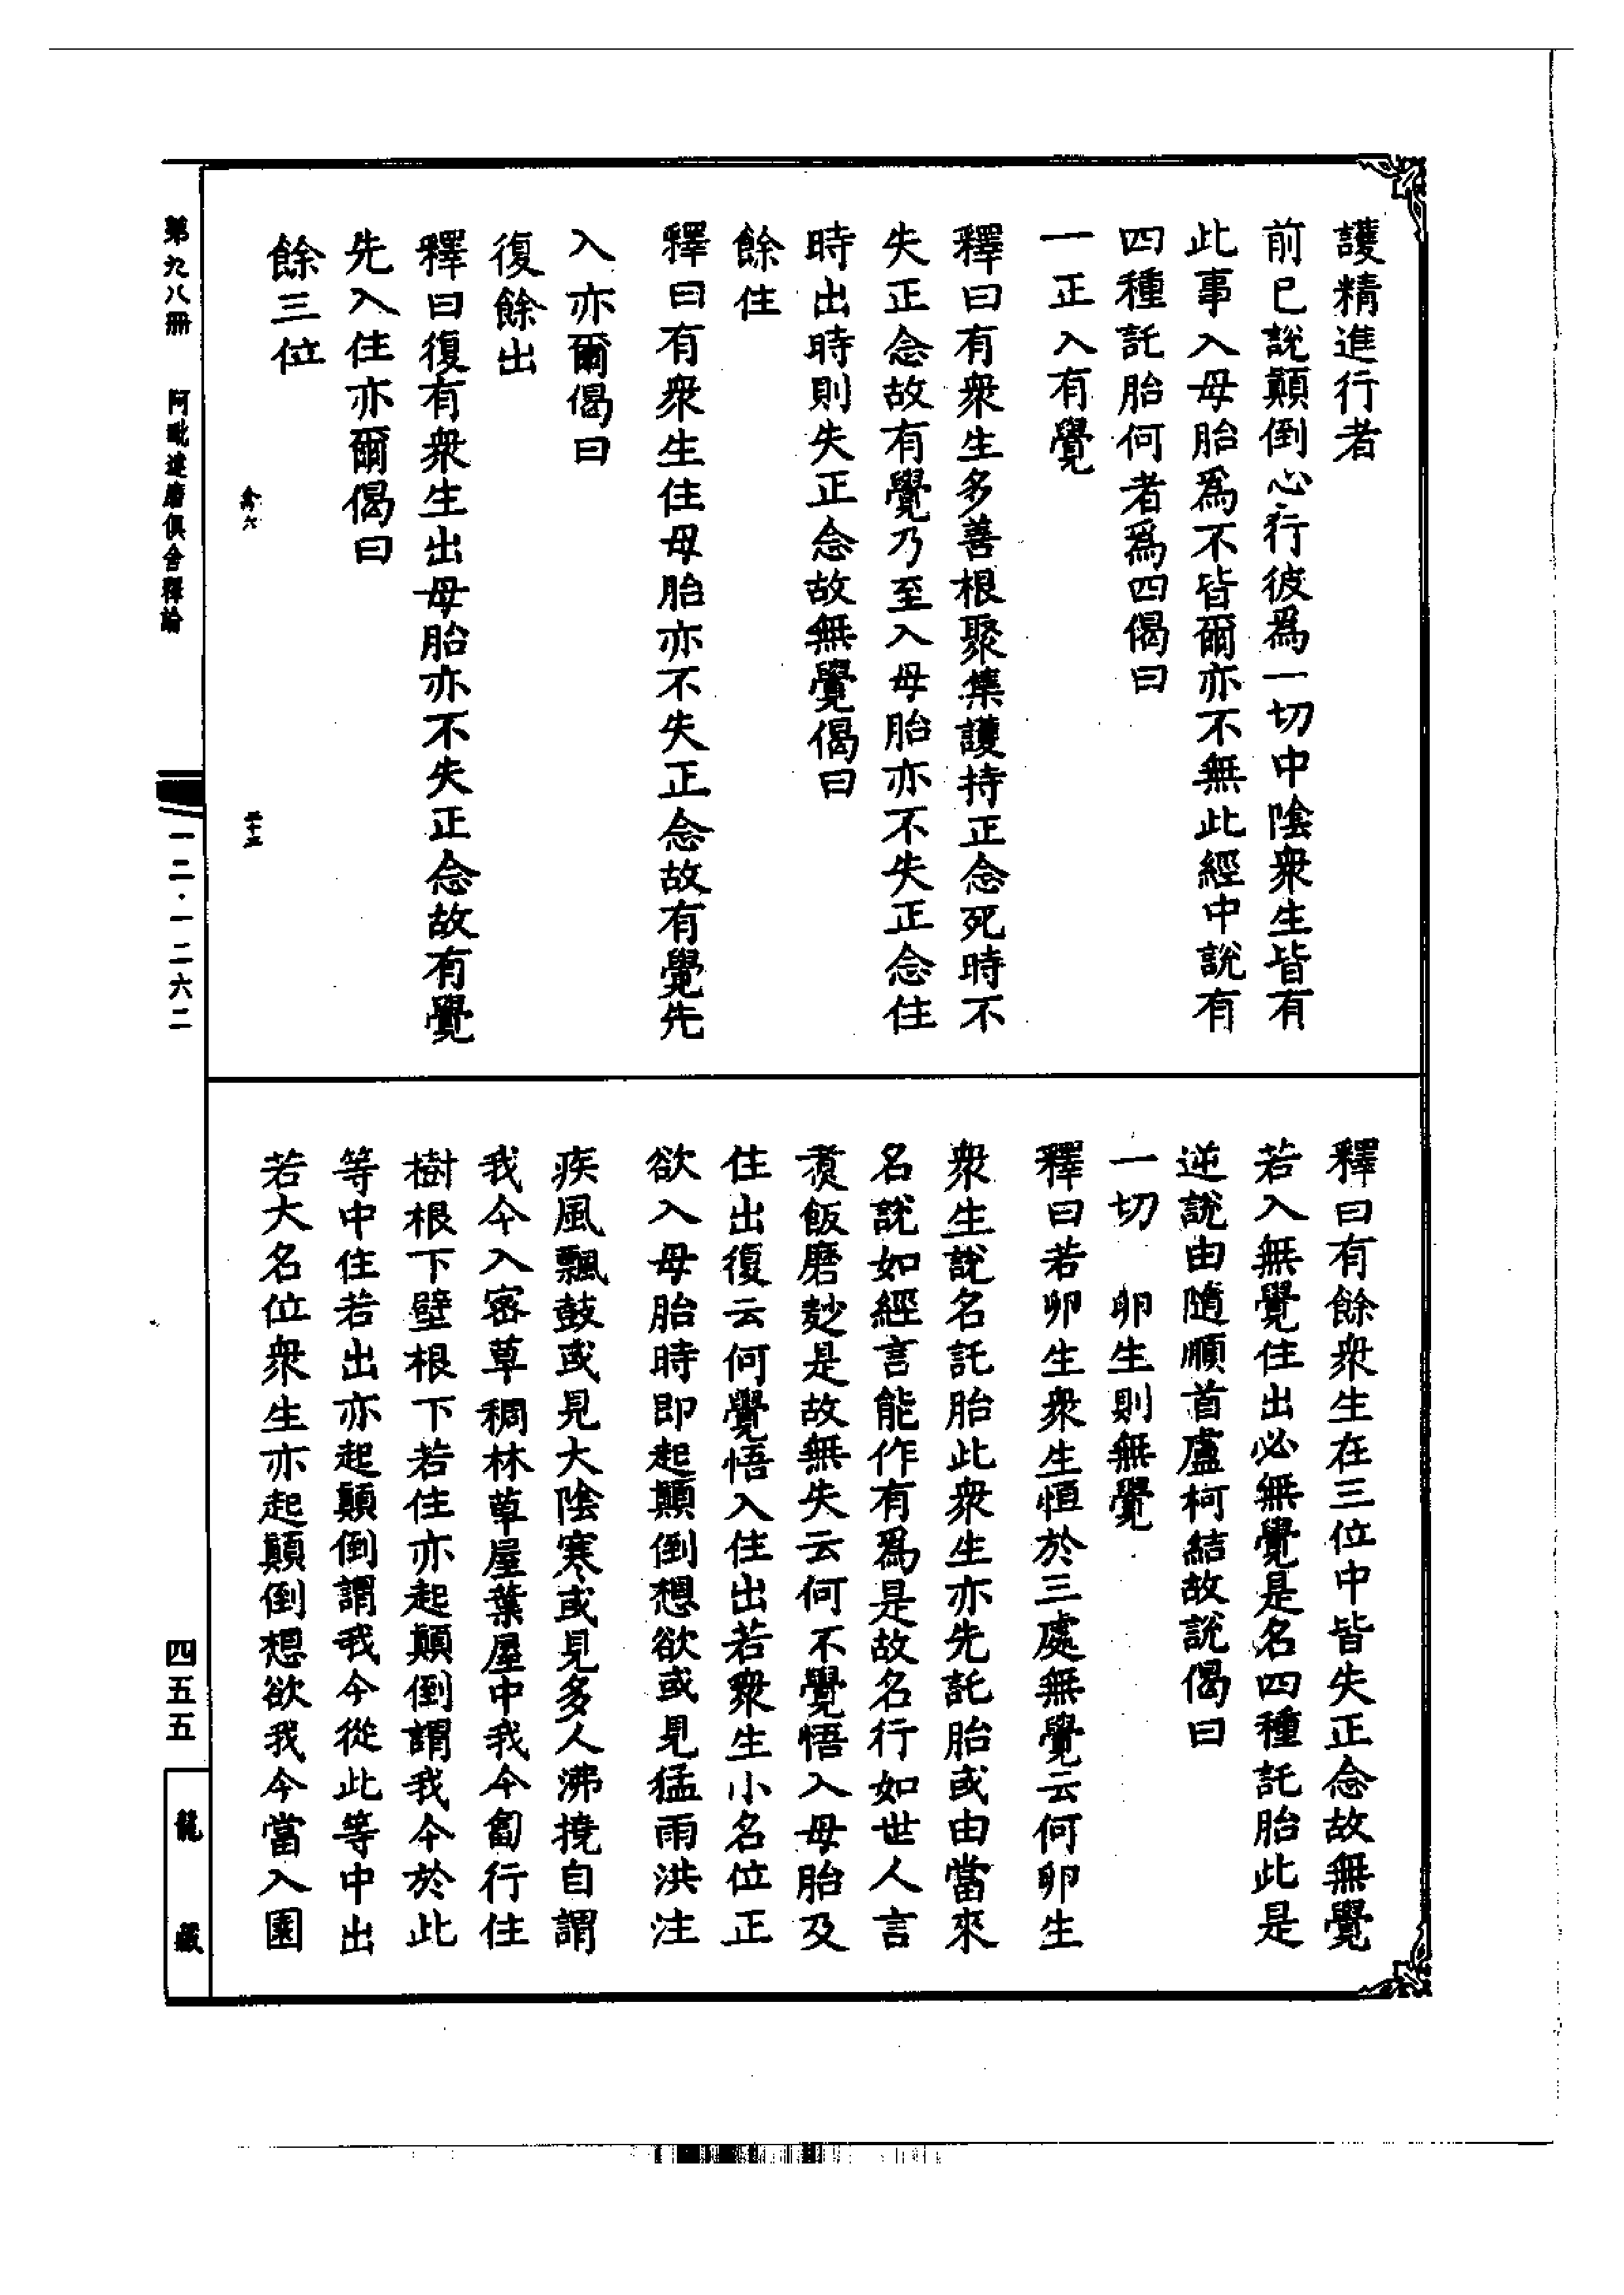 護精進行者
前已說顛倒心行彼爲一切中陰衆生皆有
此事入母胎爲不皆爾亦不無此經中說有
四種託胎何者爲四偈曰
一正入有覺
釋曰有衆生多善根聚集護持正念死時不
失正念故有覺乃至入母胎亦不失正念住
時出時則失正念故無覺偈曰
餘住
釋曰有衆生住母胎亦不失正念故有覺先
入亦爾偈曰
復餘出
釋曰復有衆生出母胎亦不失正念故有覺
先入住亦爾偈曰
餘三位
釋曰有餘衆生在三位中皆失正念故無覺
若入無覺住出必無覺是名四種託胎此是
逆說由隨順首盧柯結故說偈曰
一切 卵生則無覺
釋曰若卵生衆生恒於三處無覺云何卵生
衆生說名託胎此衆生亦先託胎或由當來
名說如經言能作有爲是故名行如世人言
煑飯磨麨是故無失云何不覺悟入母胎及
住出復云何覺悟入住出若衆生小名位正
欲入母胎時即起顛倒想欲或見猛雨洪注
疾風飄鼓或見大陰寒或見多人沸撓自謂
我今入密草稠林草屋葉屋中我今匐行住
樹根下壁根下若住亦起顛倒謂我今於此
等中住若出亦起顛倒謂我今從此等中出
若大名位衆生亦起顛倒想欲我今當入園
第九八冊 阿毗達磨俱舍釋論
一二·一二六二
四五五
龍藏